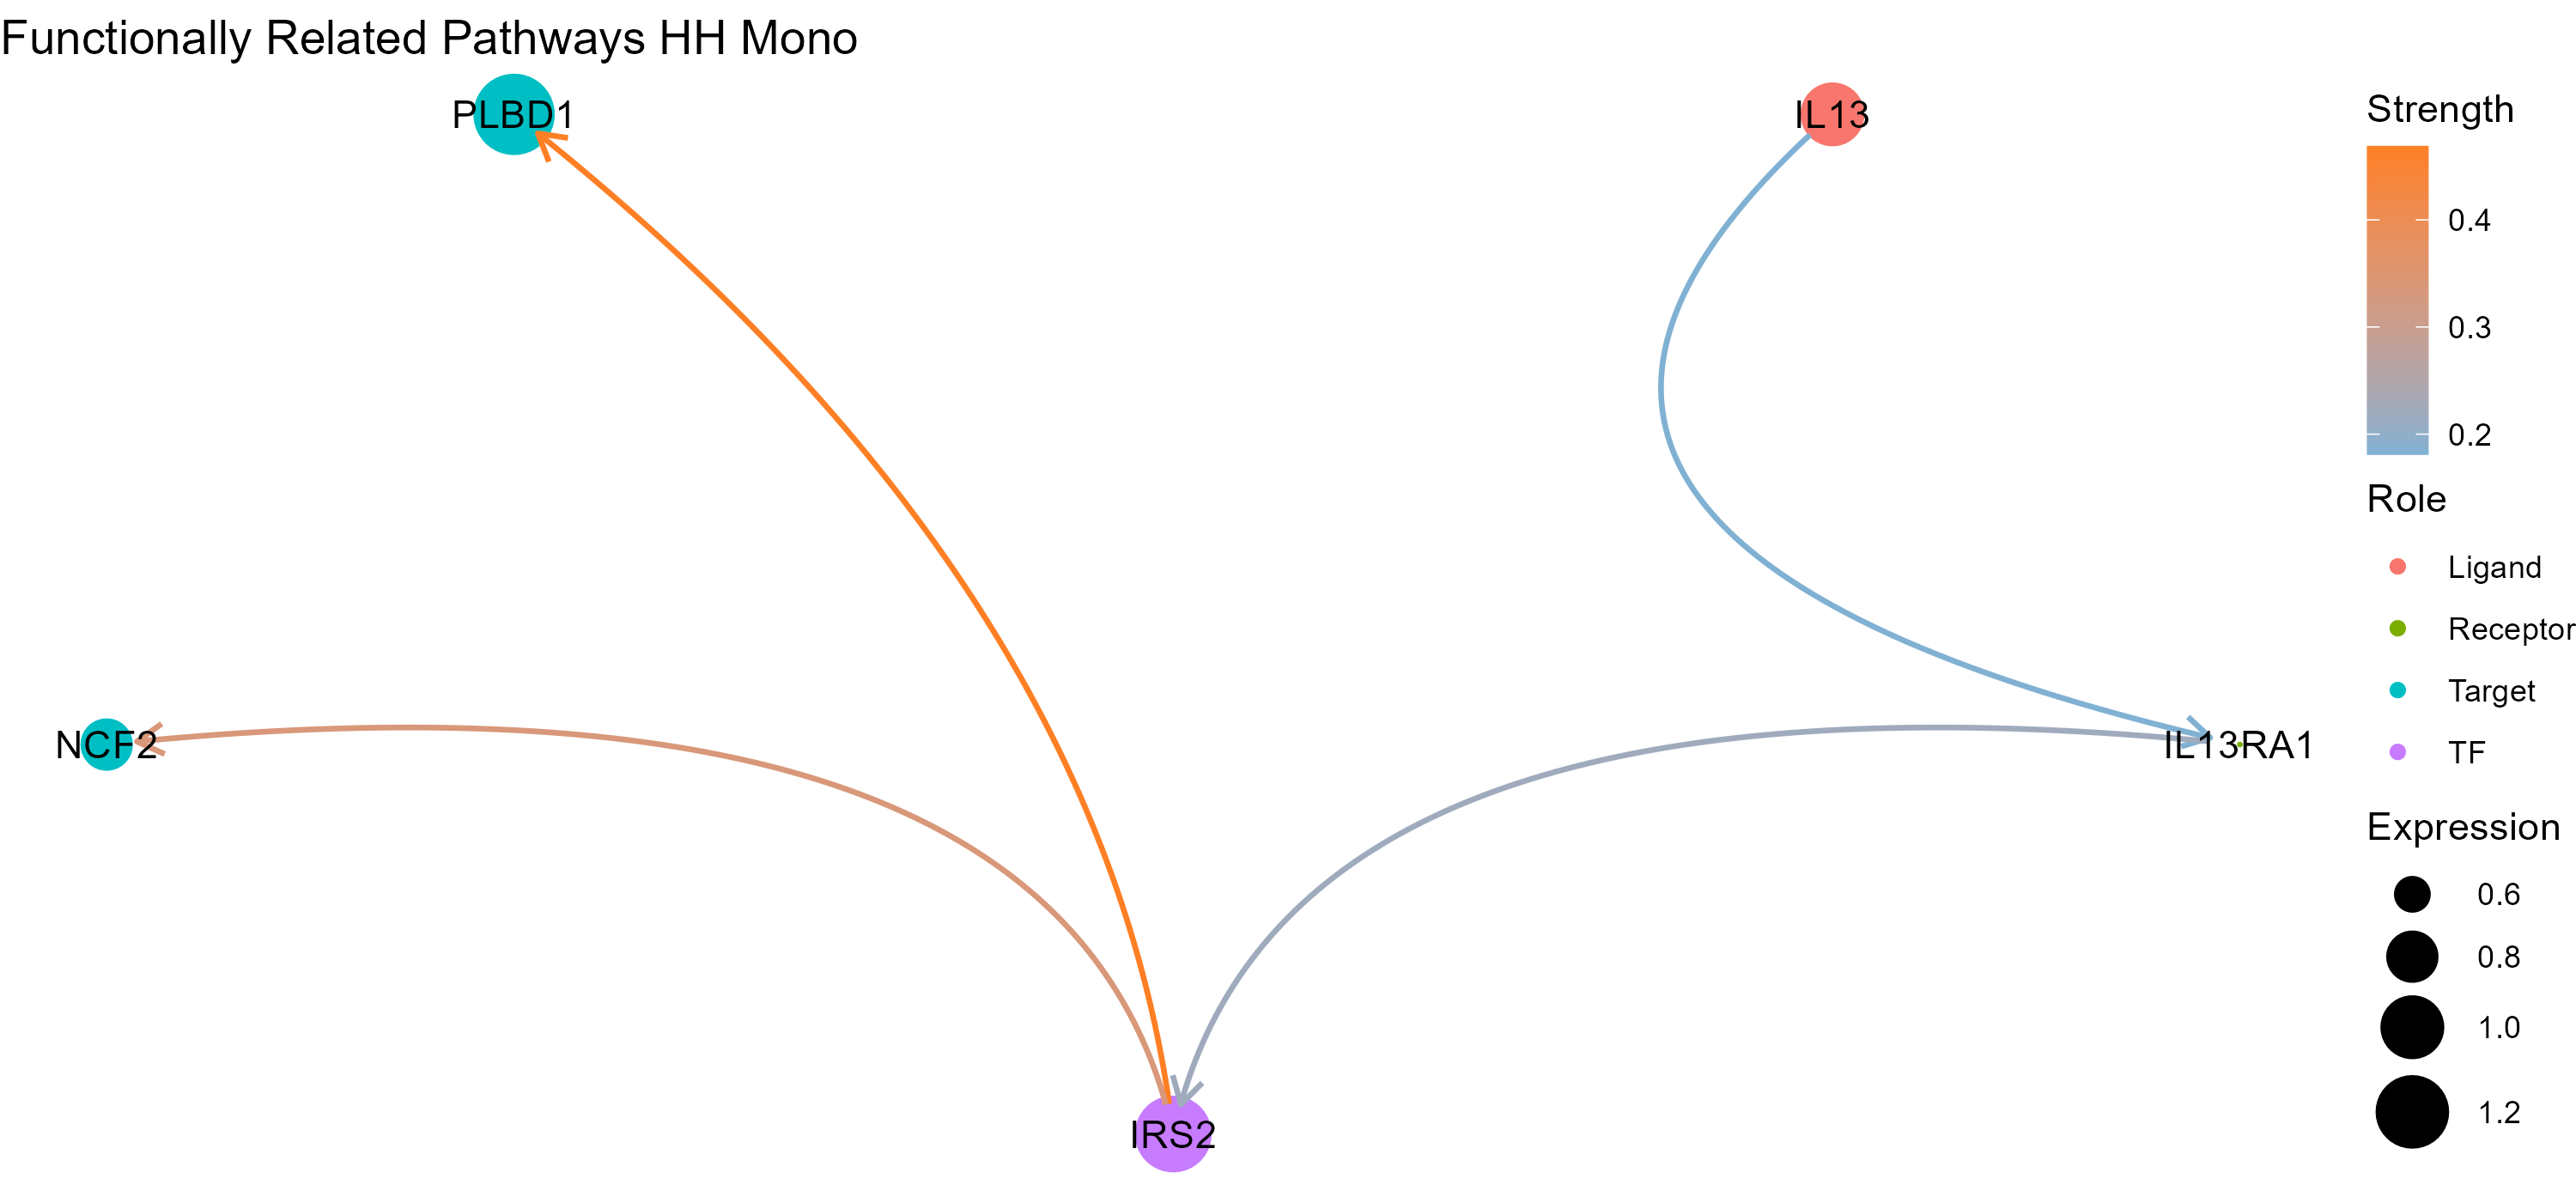 Functionally Related Pathways HH Mono
PLBD1
IL13
NCF2
IL13RA1
IRS2
Strength
0.4
0.3
0.2
Role
Ligand
Receptor
Target
TF
Expression
0.6
0.8
1.0
1.2